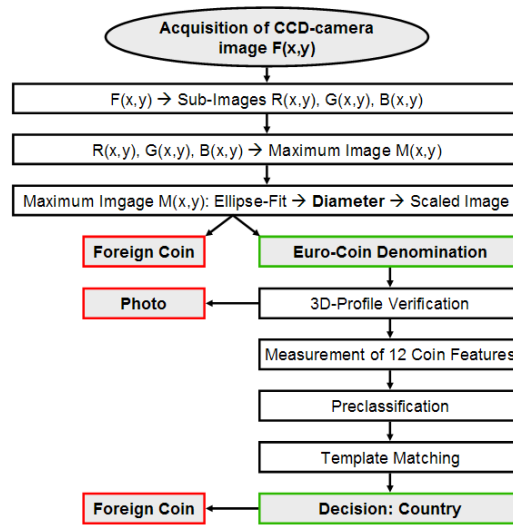 Acquisition of CCD-camera
image F(x,y)
F(x,y) → Sub-Images R(x,y), G(x,y), B(x,y)
R(x,y), G(x,y), B(x,y) → Maximum Image M(x,y)
Maximum Imgage M(x,y): Ellipse-Fit → Diameter → Scaled Image
Foreign Coin
Euro-Coin Denomination
Photo
3D-Profile Verification
Measurement of 12 Coin Features
Preclassification
Template Matching
Foreign Coin
Decision: Country